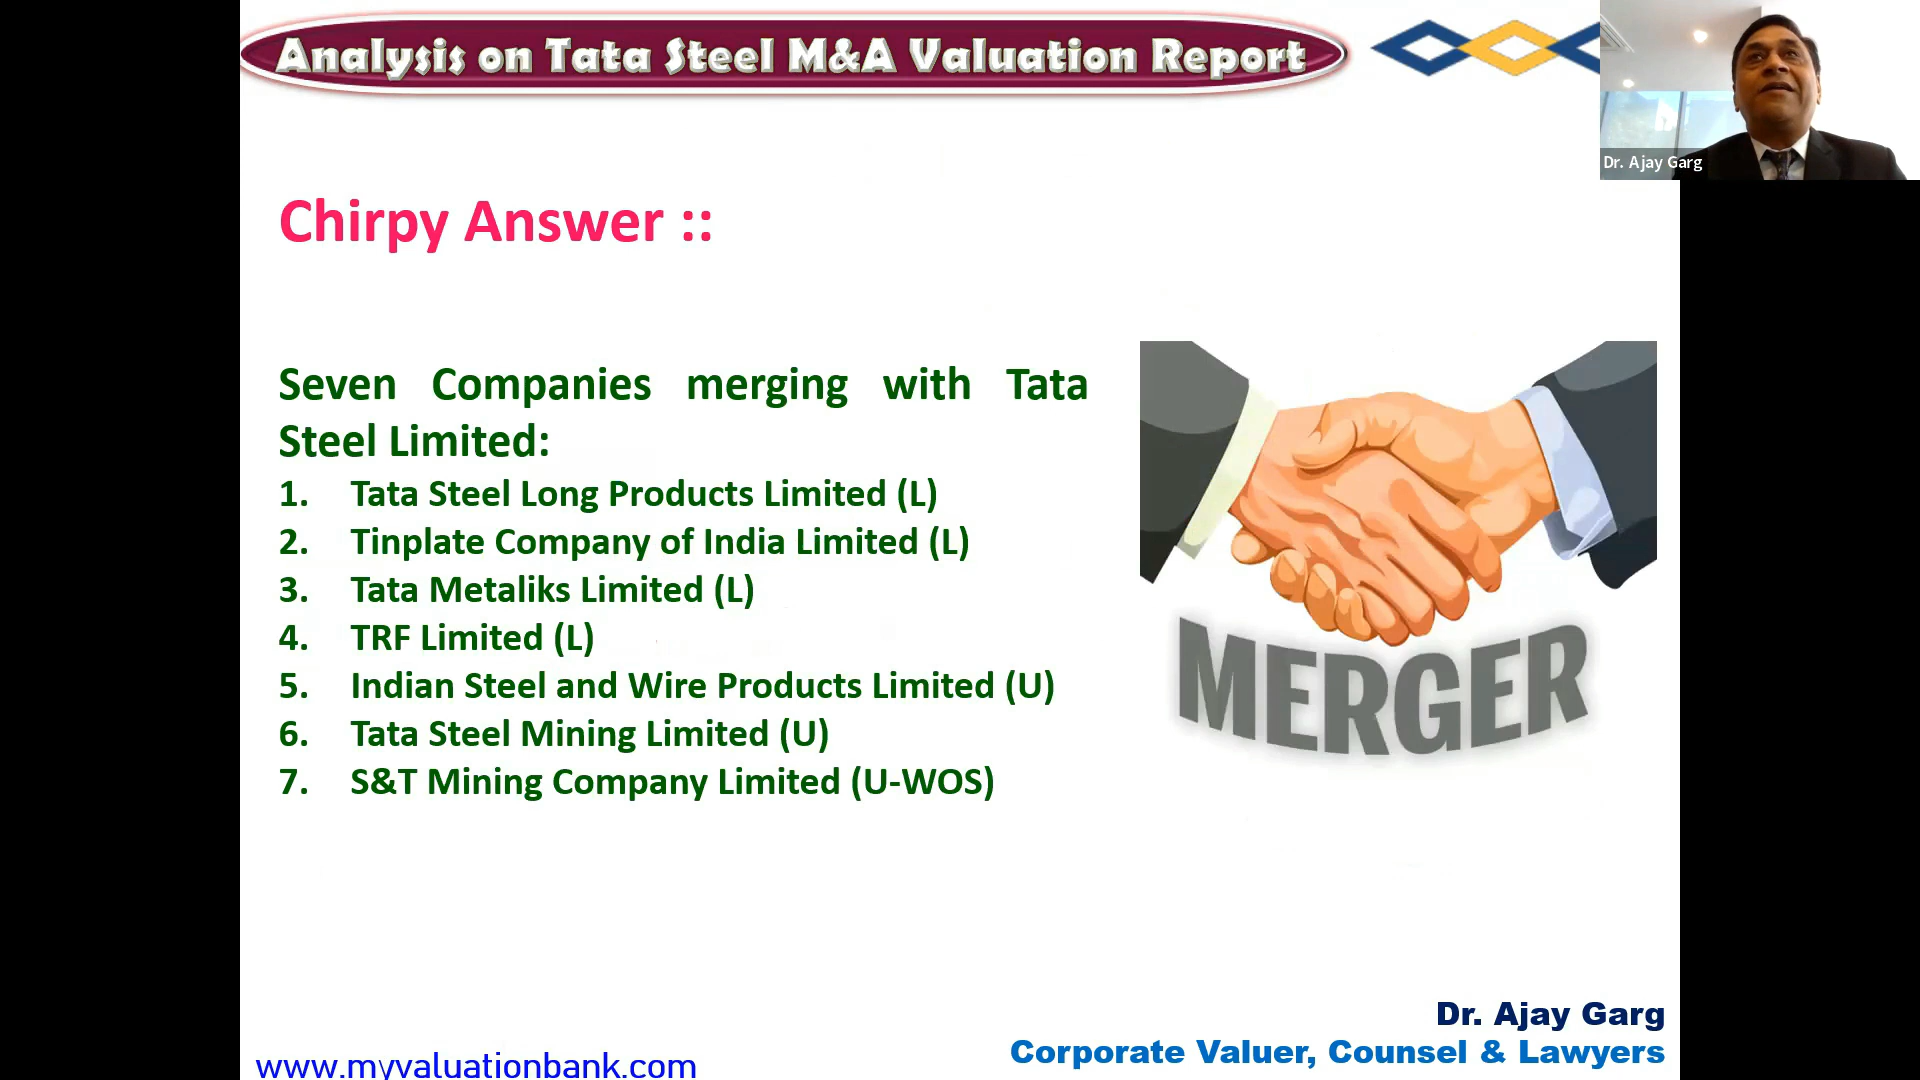 Analysis on Tata Steel M&A Valuation Report
Dr. Ajay Garg
Chirpy Answer ::
Seven Companies merging with Tata
Steel Limited:
1. Tata Steel Long Products Limited (L)
2. Tinplate Company of India Limited (L)
3. Tata Metaliks Limited (L)
4. TRF Limited (L)
5. Indian Steel and Wire Products Limited (U)
6. Tata Steel Mining Limited (U)
7. S&T Mining Company Limited (U-WOS)
MERGER
Dr. Ajay Garg
Corporate Valuer, Counsel & Lawyers
www.myvaluationbank.com